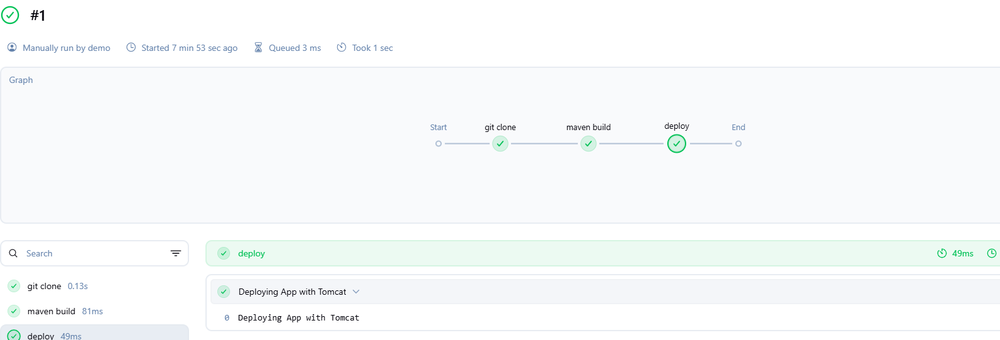 #1
Manually run by demo Started 7 min 53 sec ago Queued 3 ms Took 1 sec
Graph
Start git clone maven build deploy End
Search
deploy 49ms
git clone 0.13s
maven build 81ms
deploy 49ms
Deploying App with Tomcat
0 Deploying App with Tomcat